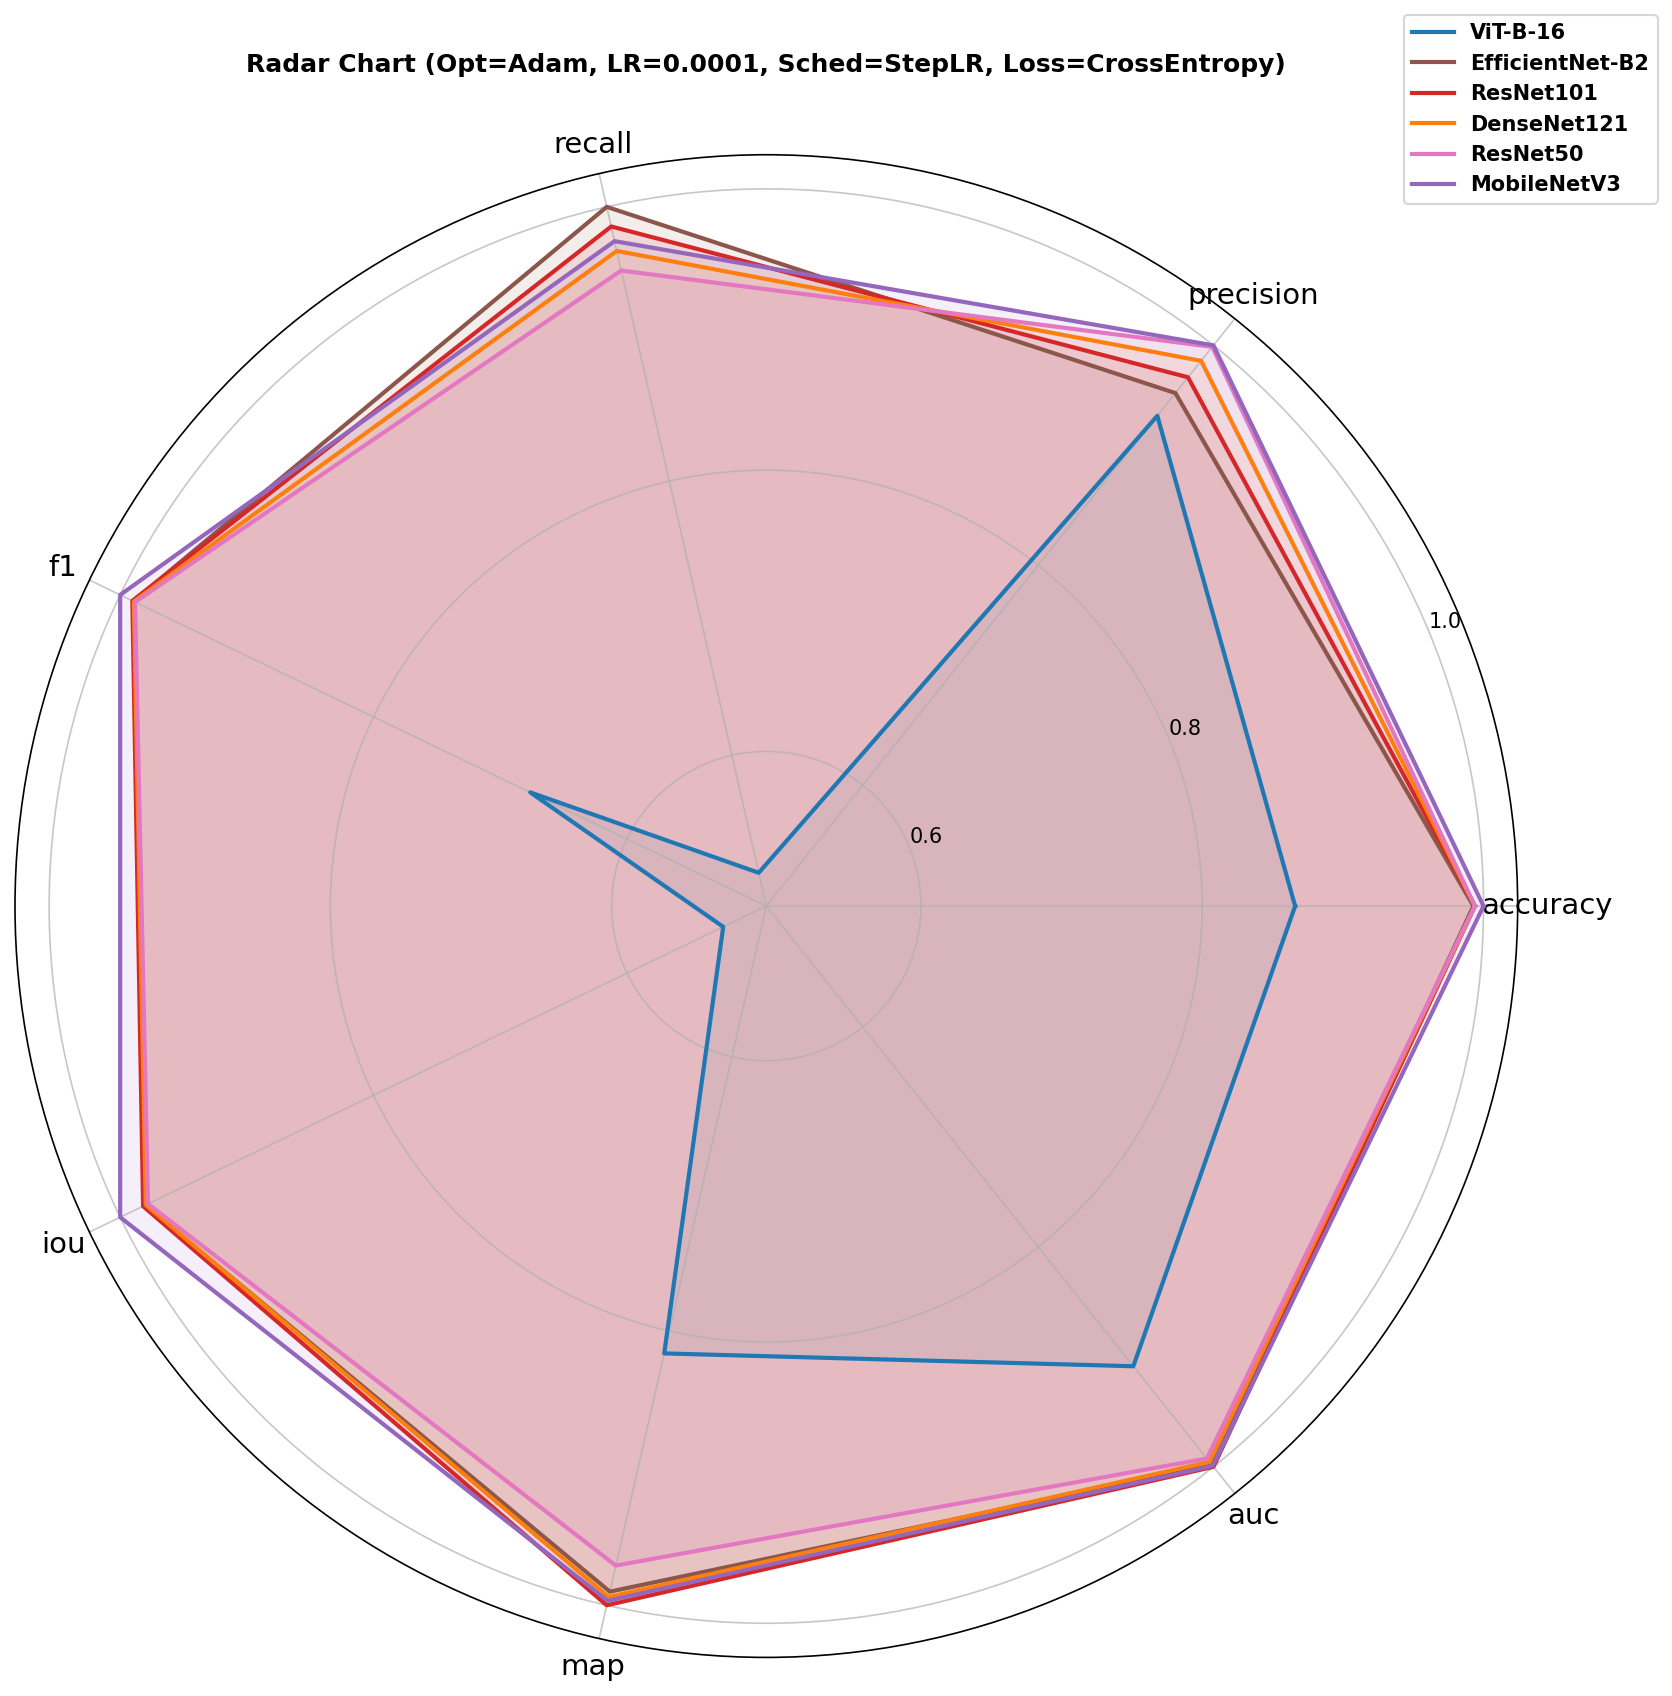 Radar Chart (Opt=Adam, LR=0.0001, Sched=StepLR, Loss=CrossEntropy)
ViT-B-16
EfficientNet-B2
ResNet101
DenseNet121
ResNet50
MobileNetV3
recall
precision
f1
1.0
0.8
0.6
accuracy
iou
auc
map